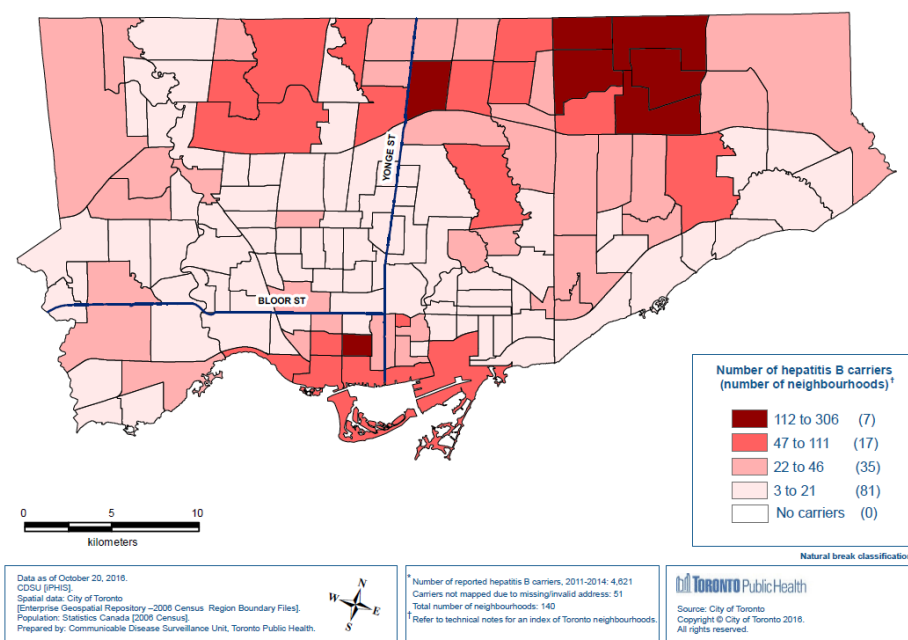 YONGE ST
BLOOR ST
Number of hepatitis B carriers
(number of neighbourhoods)†
112 to 306 (7)
47 to 111 (17)
22 to 46 (35)
3 to 21 (81)
No carriers (0)
0 5 10
kilometers
Natural break classification
Data as of October 20, 2016.
CDSU [iPHIS].
Spatial data: City of Toronto
[Enterprise Geospatial Repository –2006 Census Region Boundary Files].
Population: Statistics Canada [2006 Census].
Prepared by: Communicable Disease Surveillance Unit, Toronto Public Health.
N
W E
S
* Number of reported hepatitis B carriers, 2011-2014: 4,621
Carriers not mapped due to missing/invalid address: 51
Total number of neighbourhoods: 140
† Refer to technical notes for an index of Toronto neighbourhoods.
TORONTO Public Health
Source: City of Toronto
Copyright © City of Toronto 2016.
All rights reserved.